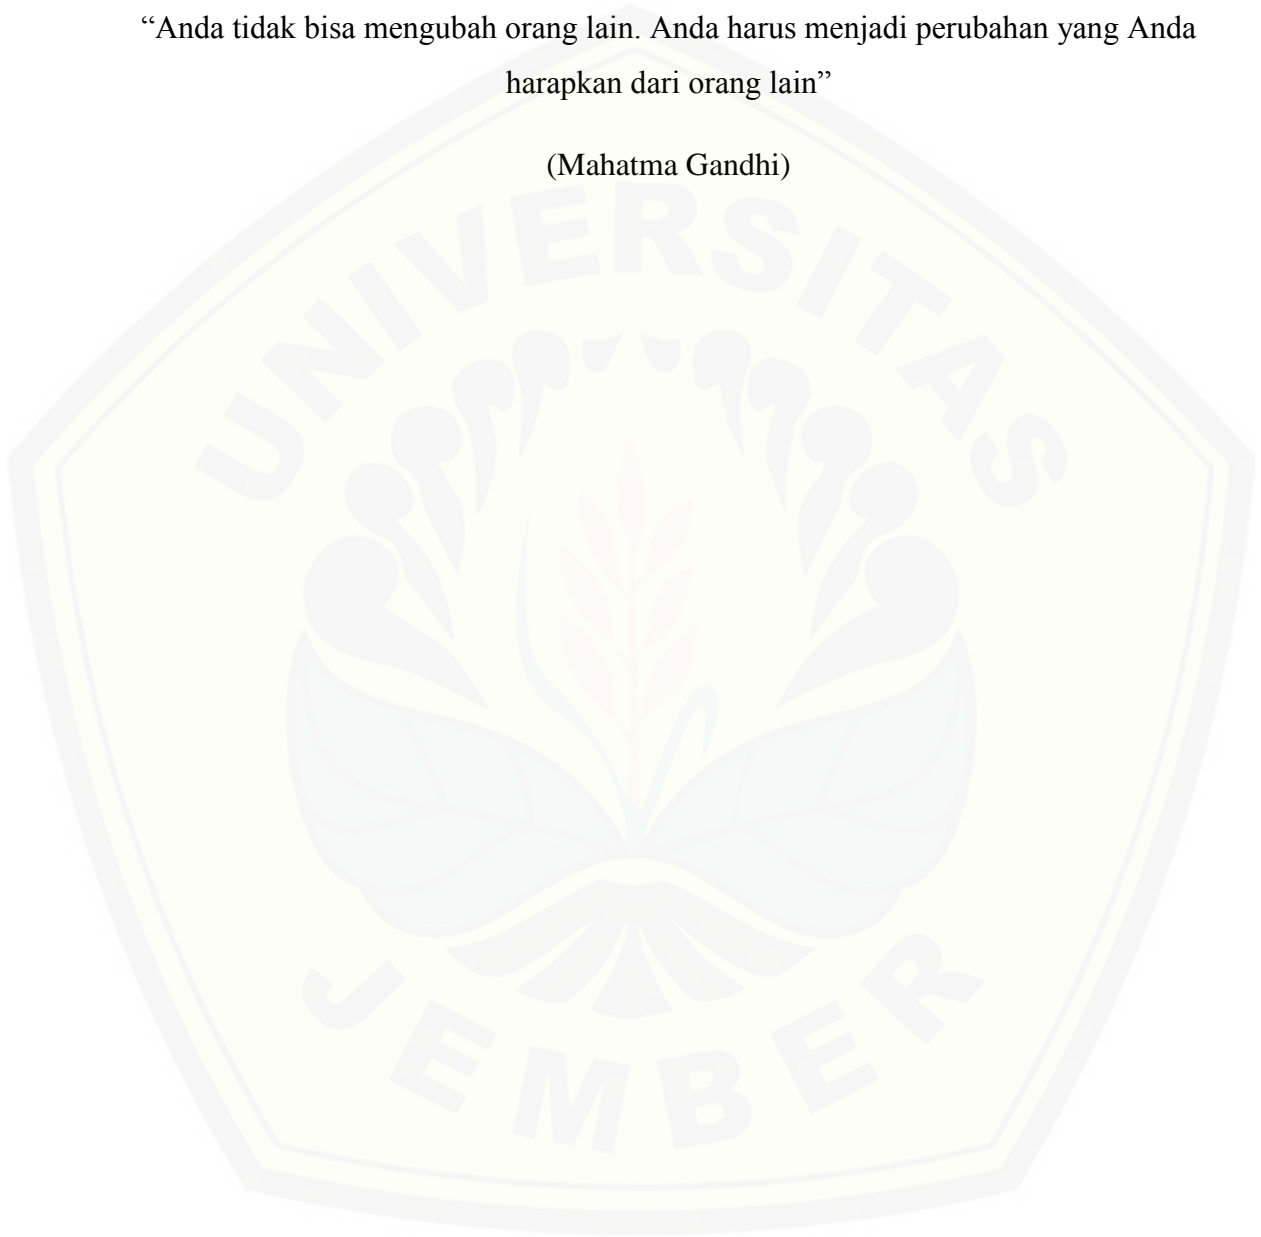 “Anda tidak bisa mengubah orang lain. Anda harus menjadi perubahan yang Anda
harapkan dari orang lain”
(Mahatma Gandhi)
UNIVERSITAS
JEMBER